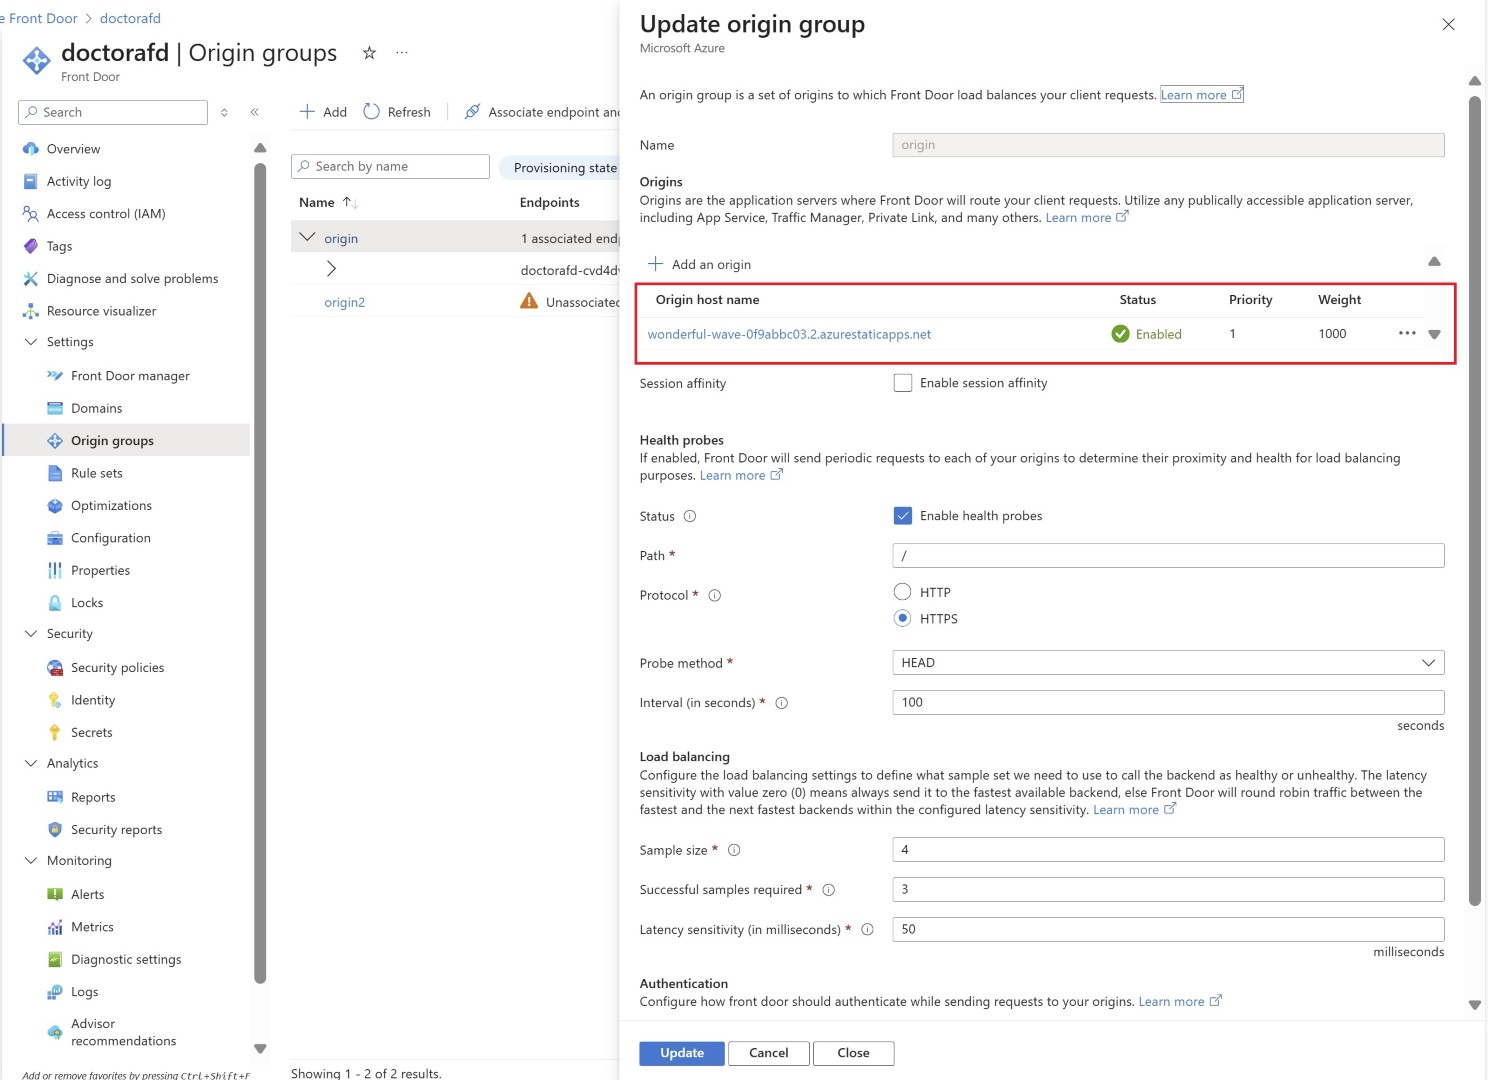 e Front Door > doctorafd
doctorafd | Origin groups
Front Door
Search
Overview
Activity log
Access control (IAM)
Tags
Diagnose and solve problems
Resource visualizer
Settings
Front Door manager
Domains
Origin groups
Rule sets
Optimizations
Configuration
Properties
Locks
Security
Security policies
Identity
Secrets
Analytics
Reports
Security reports
Monitoring
Alerts
Metrics
Diagnostic settings
Logs
Advisor
recommendations
Add or remove favorites by pressing Ctrl+Shift+F
Add Refresh Associate endpoint an
Search by name Provisioning state
Name Endpoints
origin 1 associated end
doctorafd-cvd4d
origin2 Unassociated
Showing 1 - 2 of 2 results.
Update origin group
Microsoft Azure
An origin group is a set of origins to which Front Door load balances your client requests. Learn more
Name origin
Origins
Origins are the application servers where Front Door will route your client requests. Utilize any publically accessible application server,
including App Service, Traffic Manager, Private Link, and many others. Learn more
Add an origin
Origin host name Status Priority Weight
wonderful-wave-0f9abbc03.2.azurestaticapps.net Enabled 1 1000
Session affinity Enable session affinity
Health probes
If enabled, Front Door will send periodic requests to each of your origins to determine their proximity and health for load balancing
purposes. Learn more
Status Enable health probes
Path * /
Protocol * HTTP
HTTPS
Probe method * HEAD
Interval (in seconds) * 100
seconds
Load balancing
Configure the load balancing settings to define what sample set we need to use to call the backend as healthy or unhealthy. The latency
sensitivity with value zero (0) means always send it to the fastest available backend, else Front Door will round robin traffic between the
fastest and the next fastest backends within the configured latency sensitivity. Learn more
Sample size * 4
Successful samples required * 3
Latency sensitivity (in milliseconds) * 50
milliseconds
Authentication
Configure how front door should authenticate while sending requests to your origins. Learn more
Update Cancel Close